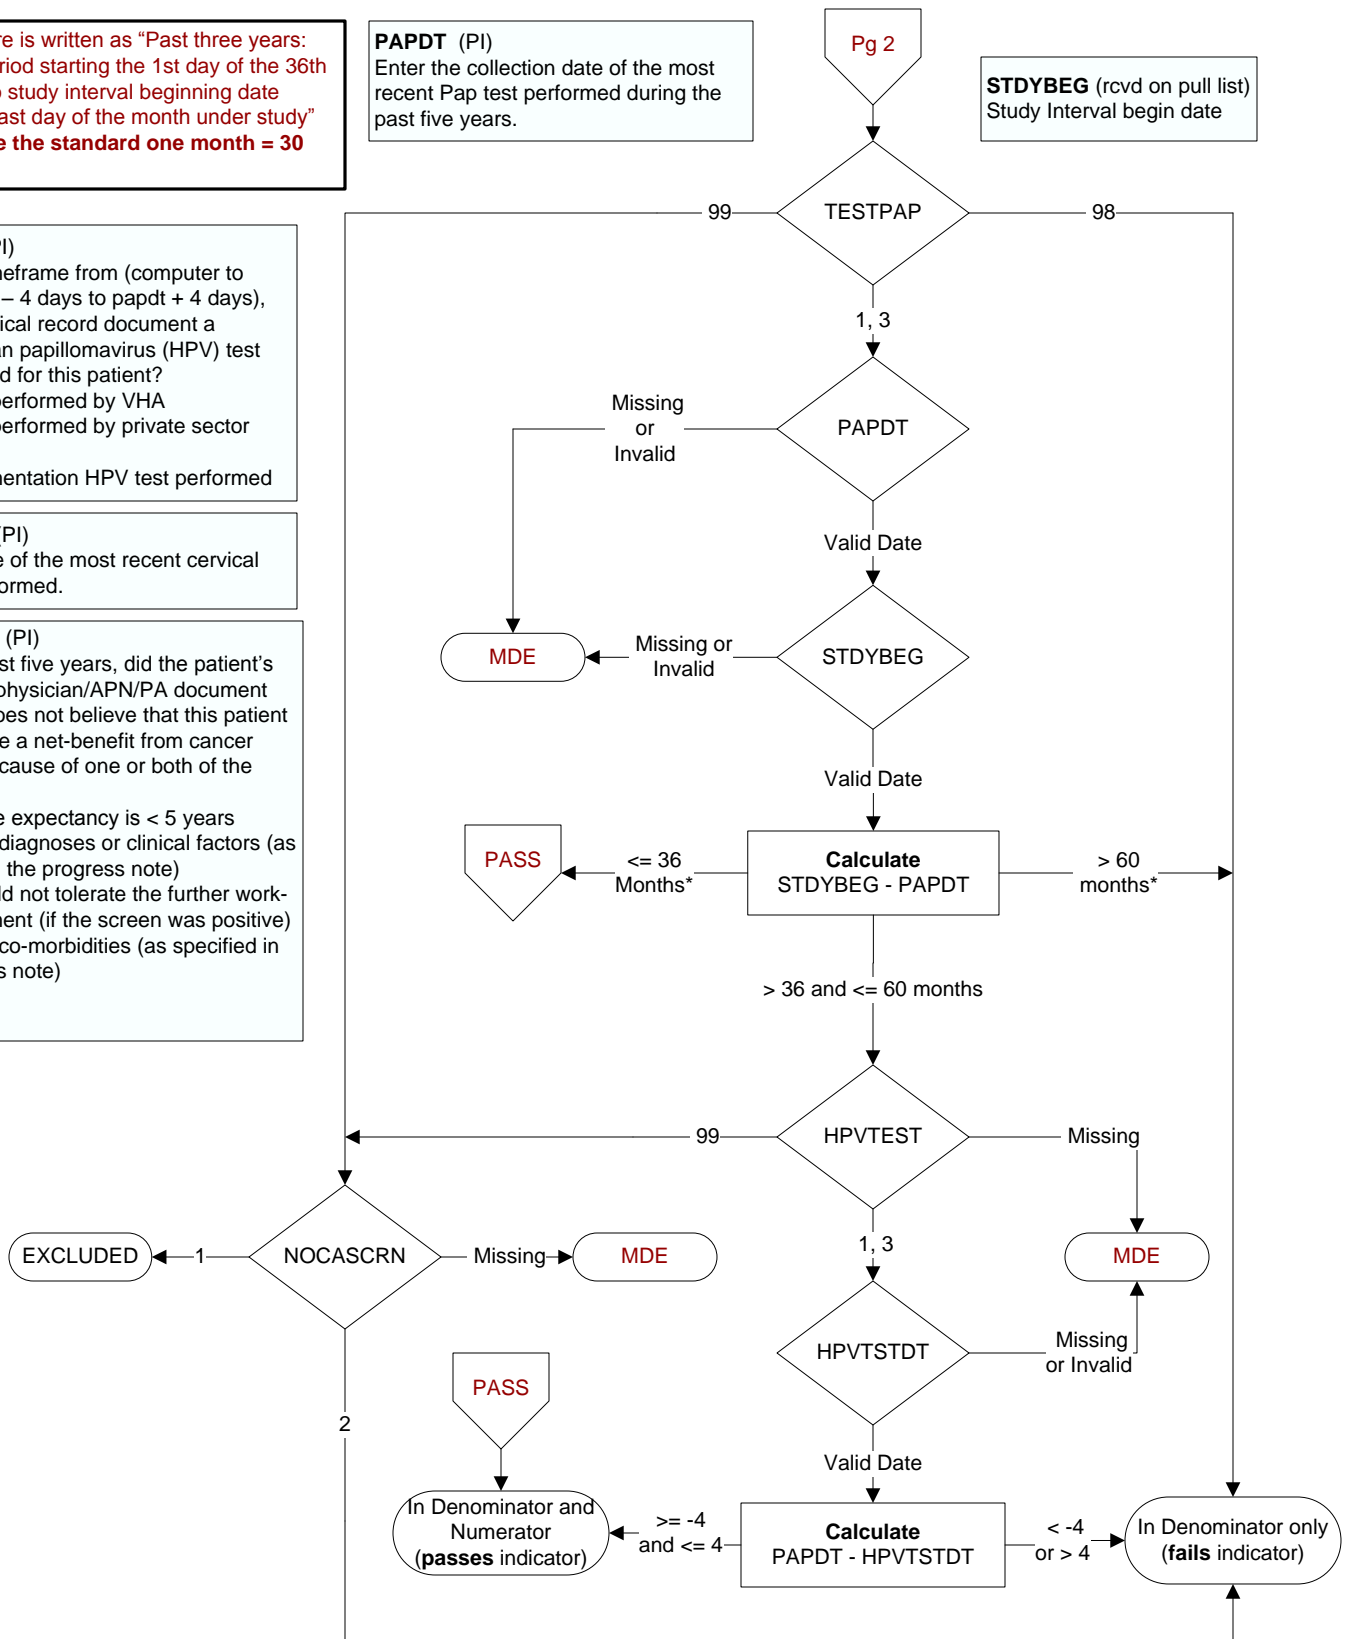 re is written as “Past three years:
riod starting the 1st day of the 36th
o study interval beginning date
ast day of the month under study”
e the standard one month = 30
PAPDT (PI)
Enter the collection date of the most
recent Pap test performed during the
past five years.
Pg 2
STDYBEG (rcvd on pull list)
Study Interval begin date
99
TESTPAP
98
PI)
neframe from (computer to
– 4 days to papdt + 4 days),
ical record document a
an papillomavirus (HPV) test
d for this patient?
performed by VHA
performed by private sector
nentation HPV test performed
1, 3
Missing
or
Invalid
PAPDT
Valid Date
(PI)
e of the most recent cervical
ormed.
MDE
Missing or
Invalid
STDYBEG
(PI)
st five years, did the patient’s
physician/APN/PA document
oes not believe that this patient
e a net-benefit from cancer
cause of one or both of the
e expectancy is < 5 years
diagnoses or clinical factors (as
the progress note)
ld not tolerate the further work-
nent (if the screen was positive)
co-morbidities (as specified in
s note)
Valid Date
PASS
<= 36
Months*
Calculate
STDYBEG - PAPDT
> 60
months*
> 36 and <= 60 months
99
HPVTEST
Missing
EXCLUDED
1
NOCASCRN
Missing
MDE
1, 3
MDE
HPVTSTDT
Missing
or Invalid
PASS
2
Valid Date
In Denominator and
Numerator
(passes indicator)
>= -4
and <= 4
Calculate
PAPDT - HPVTSTDT
< -4
or > 4
In Denominator only
(fails indicator)